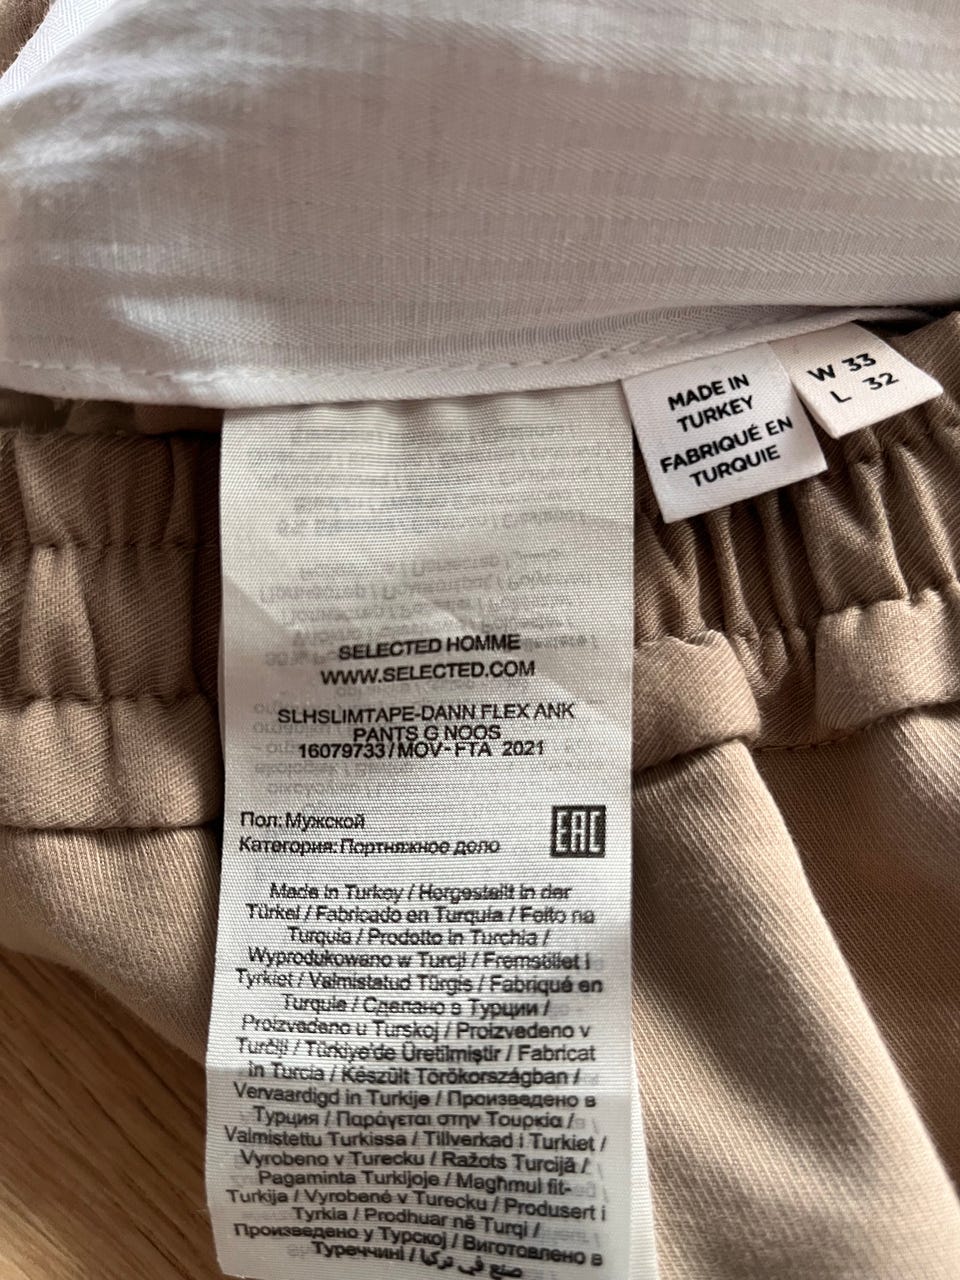 MADE IN
TURKEY
FABRIQUÉ EN
TURQUIE
W 33
L 32
SELECTED HOMME
WWW.SELECTED.COM
SLHSLIMTAPE-DANN FLEX ANK
PANTS G NOOS
16079733/MOV-FTA 2021
Пол: Мужской
Категория: Портняжное дело
EAC
Made in Turkey / Hergestellt in der
Türkei / Fabricado en Turquía / Feito na
Turquia / Prodotto in Turchia /
Wyprodukowano w Turcji / Fremstillet i
Tyrkiet / Valmistatud Türgis / Fabriqué en
Turquie / Сделано в Турции /
Proizvedeno u Turskoj / Proizvedeno v
Turčiji / Türkiye'de Üretilmiştir / Fabricat
in Turcia / Készült Törökországban /
Vervaardigd in Turkije / Произведено в
Турция / Παράγεται στην Τουρκία /
Valmistettu Turkissa / Tillverkad i Turkiet /
Vyrobeno v Turecku / Ražots Turcijā /
Pagaminta Turkijoje / Magħmul fit-
Turkija / Vyrobené v Turecku / Produsert i
Tyrkia / Prodhuar në Turqi /
Произведено у Турској / Виготовлено в
Туреччині / صنع في تركيا